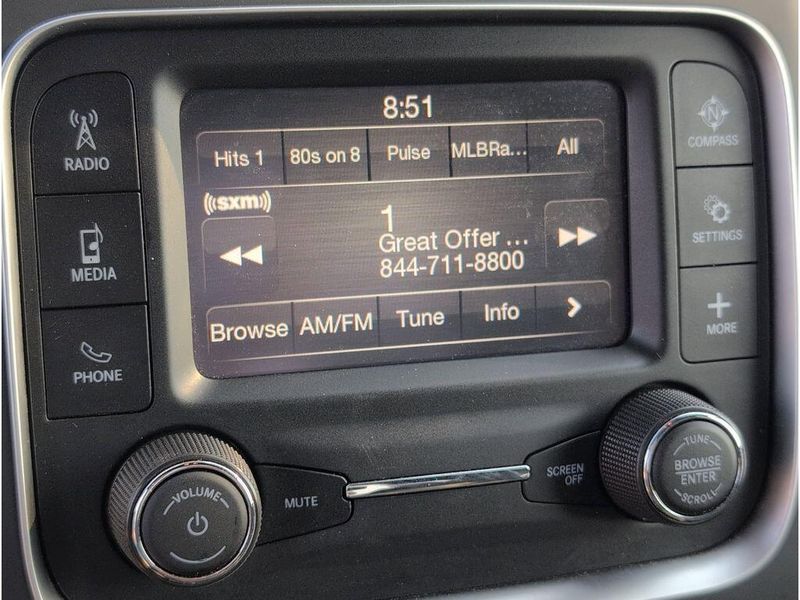 8:51
Hits 1 80s on 8 Pulse MLBRa... All
((sxm))
1
Great Offer ...
844-711-8800
Browse AM/FM Tune Info >
RADIO
MEDIA
PHONE
COMPASS
SETTINGS
MORE
VOLUME
MUTE
SCREEN
OFF
TUNE
BROWSE
ENTER
SCROLL